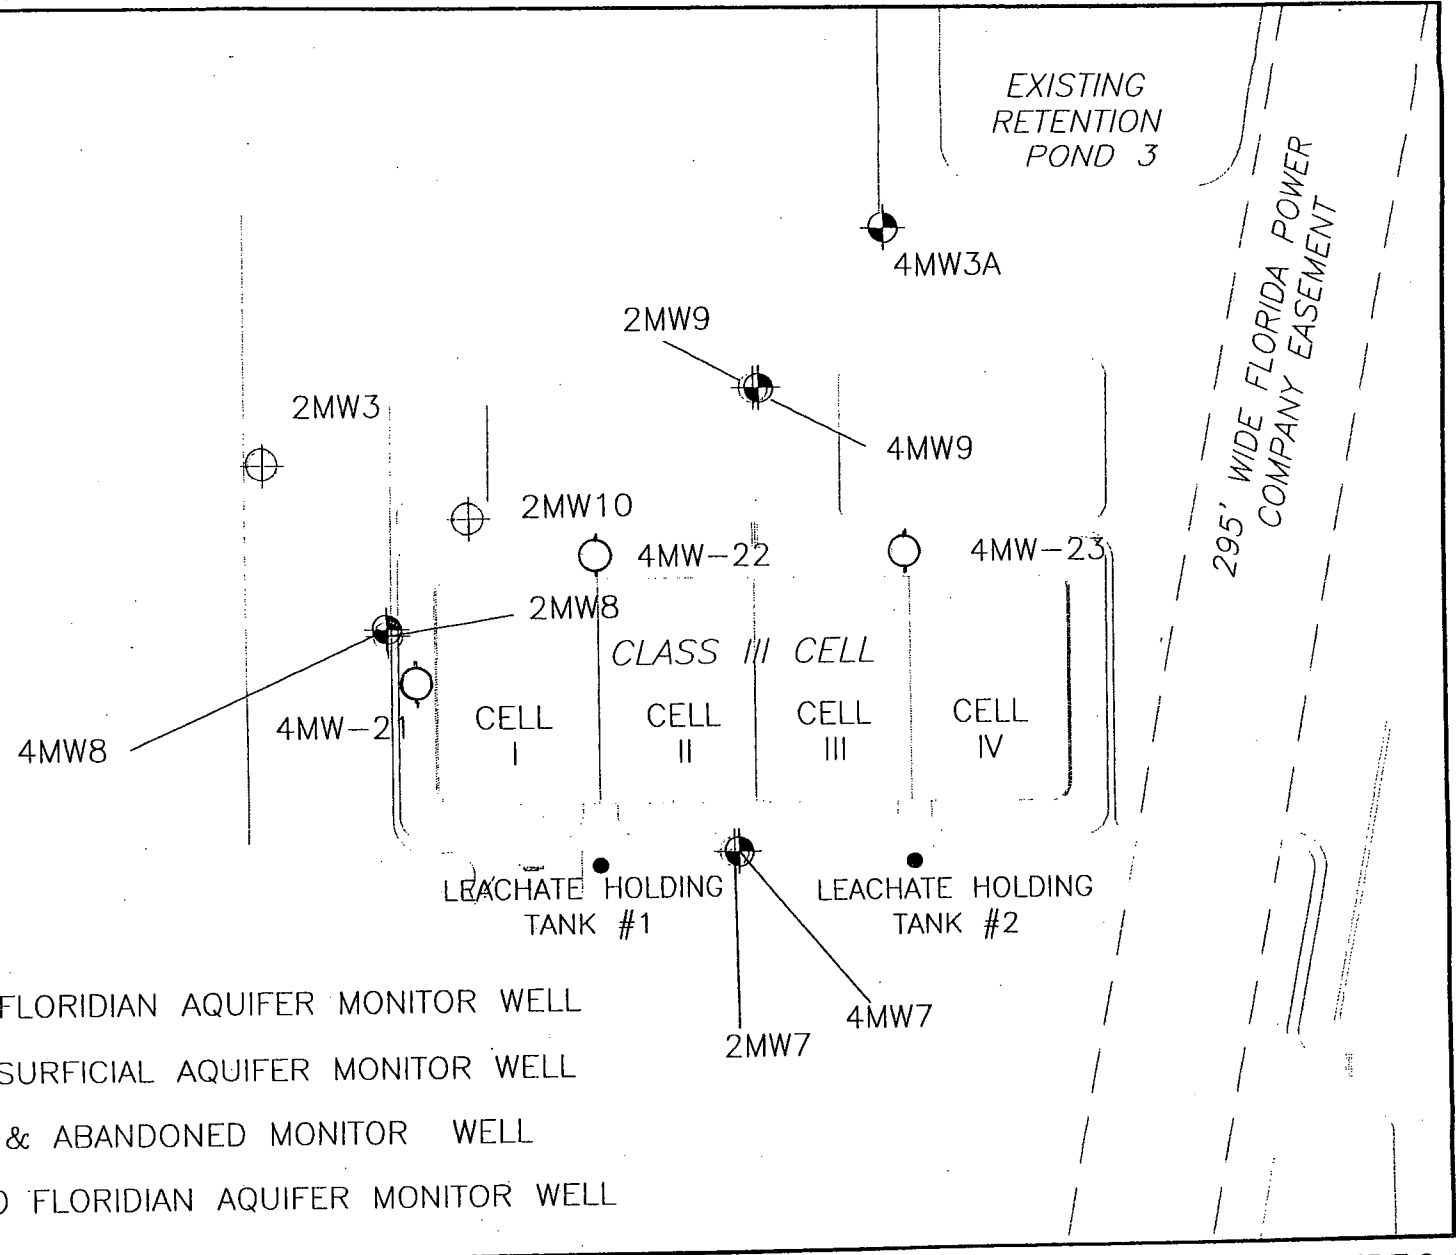 EXISTING
RETENTION
POND 3
4MW3A
295' WIDE FLORIDA POWER
COMPANY EASEMENT
2MW9
2MW3
4MW9
2MW10
4MW-22
4MW-23
2MW8
CLASS III CELL
4MW-21
4MW8
CELL
I
CELL
II
CELL
III
CELL
IV
LEACHATE HOLDING
TANK #1
LEACHATE HOLDING
TANK #2
4MW7
2MW7
FLORIDIAN AQUIFER MONITOR WELL
SURFICIAL AQUIFER MONITOR WELL
& ABANDONED MONITOR WELL
FLORIDIAN AQUIFER MONITOR WELL